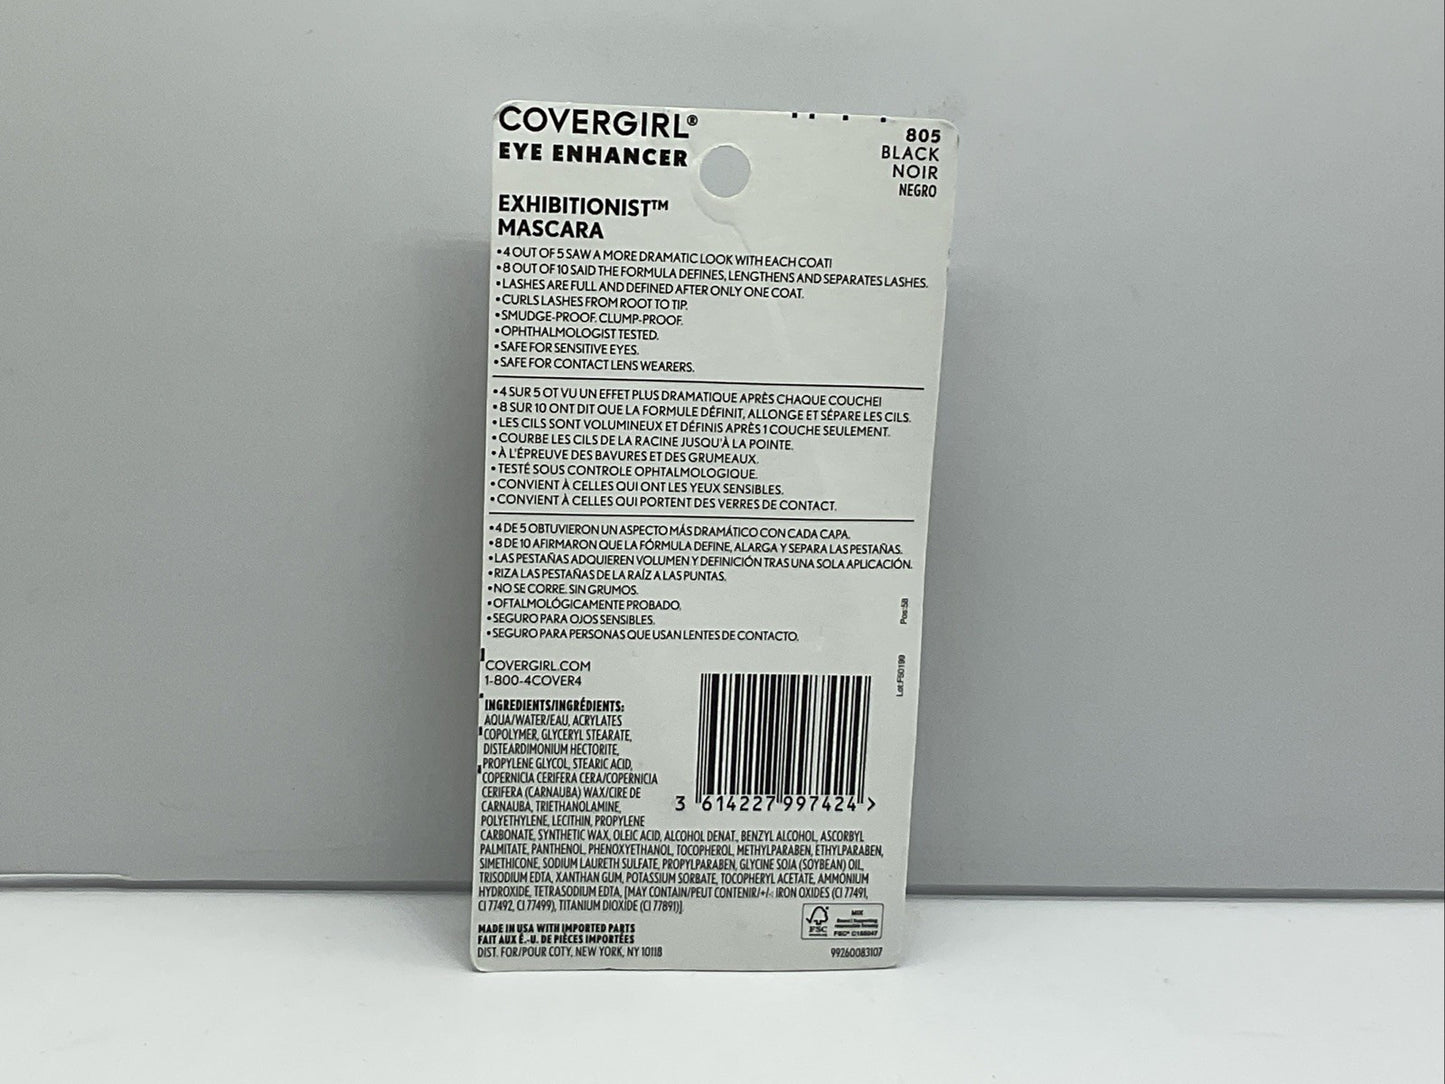 COVERGIRL®
EYE ENHANCER
805
BLACK
NOIR
NEGRO
EXHIBITIONIST™
MASCARA
•4 OUT OF 5 SAW A MORE DRAMATIC LOOK WITH EACH COAT!
•8 OUT OF 10 SAID THE FORMULA DEFINES, LENGTHENS AND SEPARATES LASHES.
•LASHES ARE FULL AND DEFINED AFTER ONLY ONE COAT.
•CURLS LASHES FROM ROOT TO TIP.
•SMUDGE-PROOF. CLUMP-PROOF.
•OPHTHALMOLOGIST TESTED.
•SAFE FOR SENSITIVE EYES.
•SAFE FOR CONTACT LENS WEARERS.
•4 SUR 5 OT VU UN EFFET PLUS DRAMATIQUE APRÈS CHAQUE COUCHE!
•8 SUR 10 ONT DIT QUE LA FORMULE DÉFINIT, ALLONGE ET SÉPARE LES CILS.
•LES CILS SONT VOLUMINEUX ET DÉFINIS APRÈS 1 COUCHE SEULEMENT.
•COURBE LES CILS DE LA RACINE JUSQU'À LA POINTE.
•À L'ÉPREUVE DES BAVURES ET DES GRUMEAUX.
•TESTÉ SOUS CONTROLE OPHTALMOLOGIQUE.
•CONVIENT À CELLES QUI ONT LES YEUX SENSIBLES.
•CONVIENT À CELLES QUI PORTENT DES VERRES DE CONTACT.
•4 DE 5 OBTUVIERON UN ASPECTO MÁS DRAMÁTICO CON CADA CAPA.
•8 DE 10 AFIRMARON QUE LA FÓRMULA DEFINE, ALARGA Y SEPARA LAS PESTAÑAS.
•LAS PESTAÑAS ADQUIEREN VOLUMEN Y DEFINICIÓN TRAS UNA SOLA APLICACIÓN.
•RIZA LAS PESTAÑAS DE LA RAÍZ A LAS PUNTAS.
•NO SE CORRE. SIN GRUMOS.
•OFTALMOLÓGICAMENTE PROBADO.
•SEGURO PARA OJOS SENSIBLES.
•SEGURO PARA PERSONAS QUE USAN LENTES DE CONTACTO.
Pos:58
Lot:FS0199
COVERGIRL.COM
1-800-4COVER4
INGREDIENTS/INGRÉDIENTS:
AQUA/WATER/EAU, ACRYLATES
COPOLYMER, GLYCERYL STEARATE,
DISTEARDIMONIUM HECTORITE,
PROPYLENE GLYCOL, STEARIC ACID,
COPERNICIA CERIFERA CERA/COPERNICIA
CERIFERA (CARNAUBA) WAX/CIRE DE
CARNAUBA, TRIETHANOLAMINE,
POLYETHYLENE, LECITHIN, PROPYLENE
CARBONATE, SYNTHETIC WAX, OLEIC ACID, ALCOHOL DENAT., BENZYL ALCOHOL, ASCORBYL
PALMITATE, PANTHENOL, PHENOXYETHANOL, TOCOPHEROL, METHYLPARABEN, ETHYLPARABEN,
SIMETHICONE, SODIUM LAURETH SULFATE, PROPYLPARABEN, GLYCINE SOJA (SOYBEAN) OIL,
TRISODIUM EDTA, XANTHAN GUM, POTASSIUM SORBATE, TOCOPHERYL ACETATE, AMMONIUM
HYDROXIDE, TETRASODIUM EDTA, [MAY CONTAIN/PEUT CONTENIR/+/-: IRON OXIDES (CI 77491,
CI 77492, CI 77499), TITANIUM DIOXIDE (CI 77891)].
3 614227 997424 >
MADE IN USA WITH IMPORTED PARTS
FAIT AUX É.-U. DE PIÈCES IMPORTÉES
DIST. FOR/POUR COTY, NEW YORK, NY 10118
FSC
MIX
99260083107